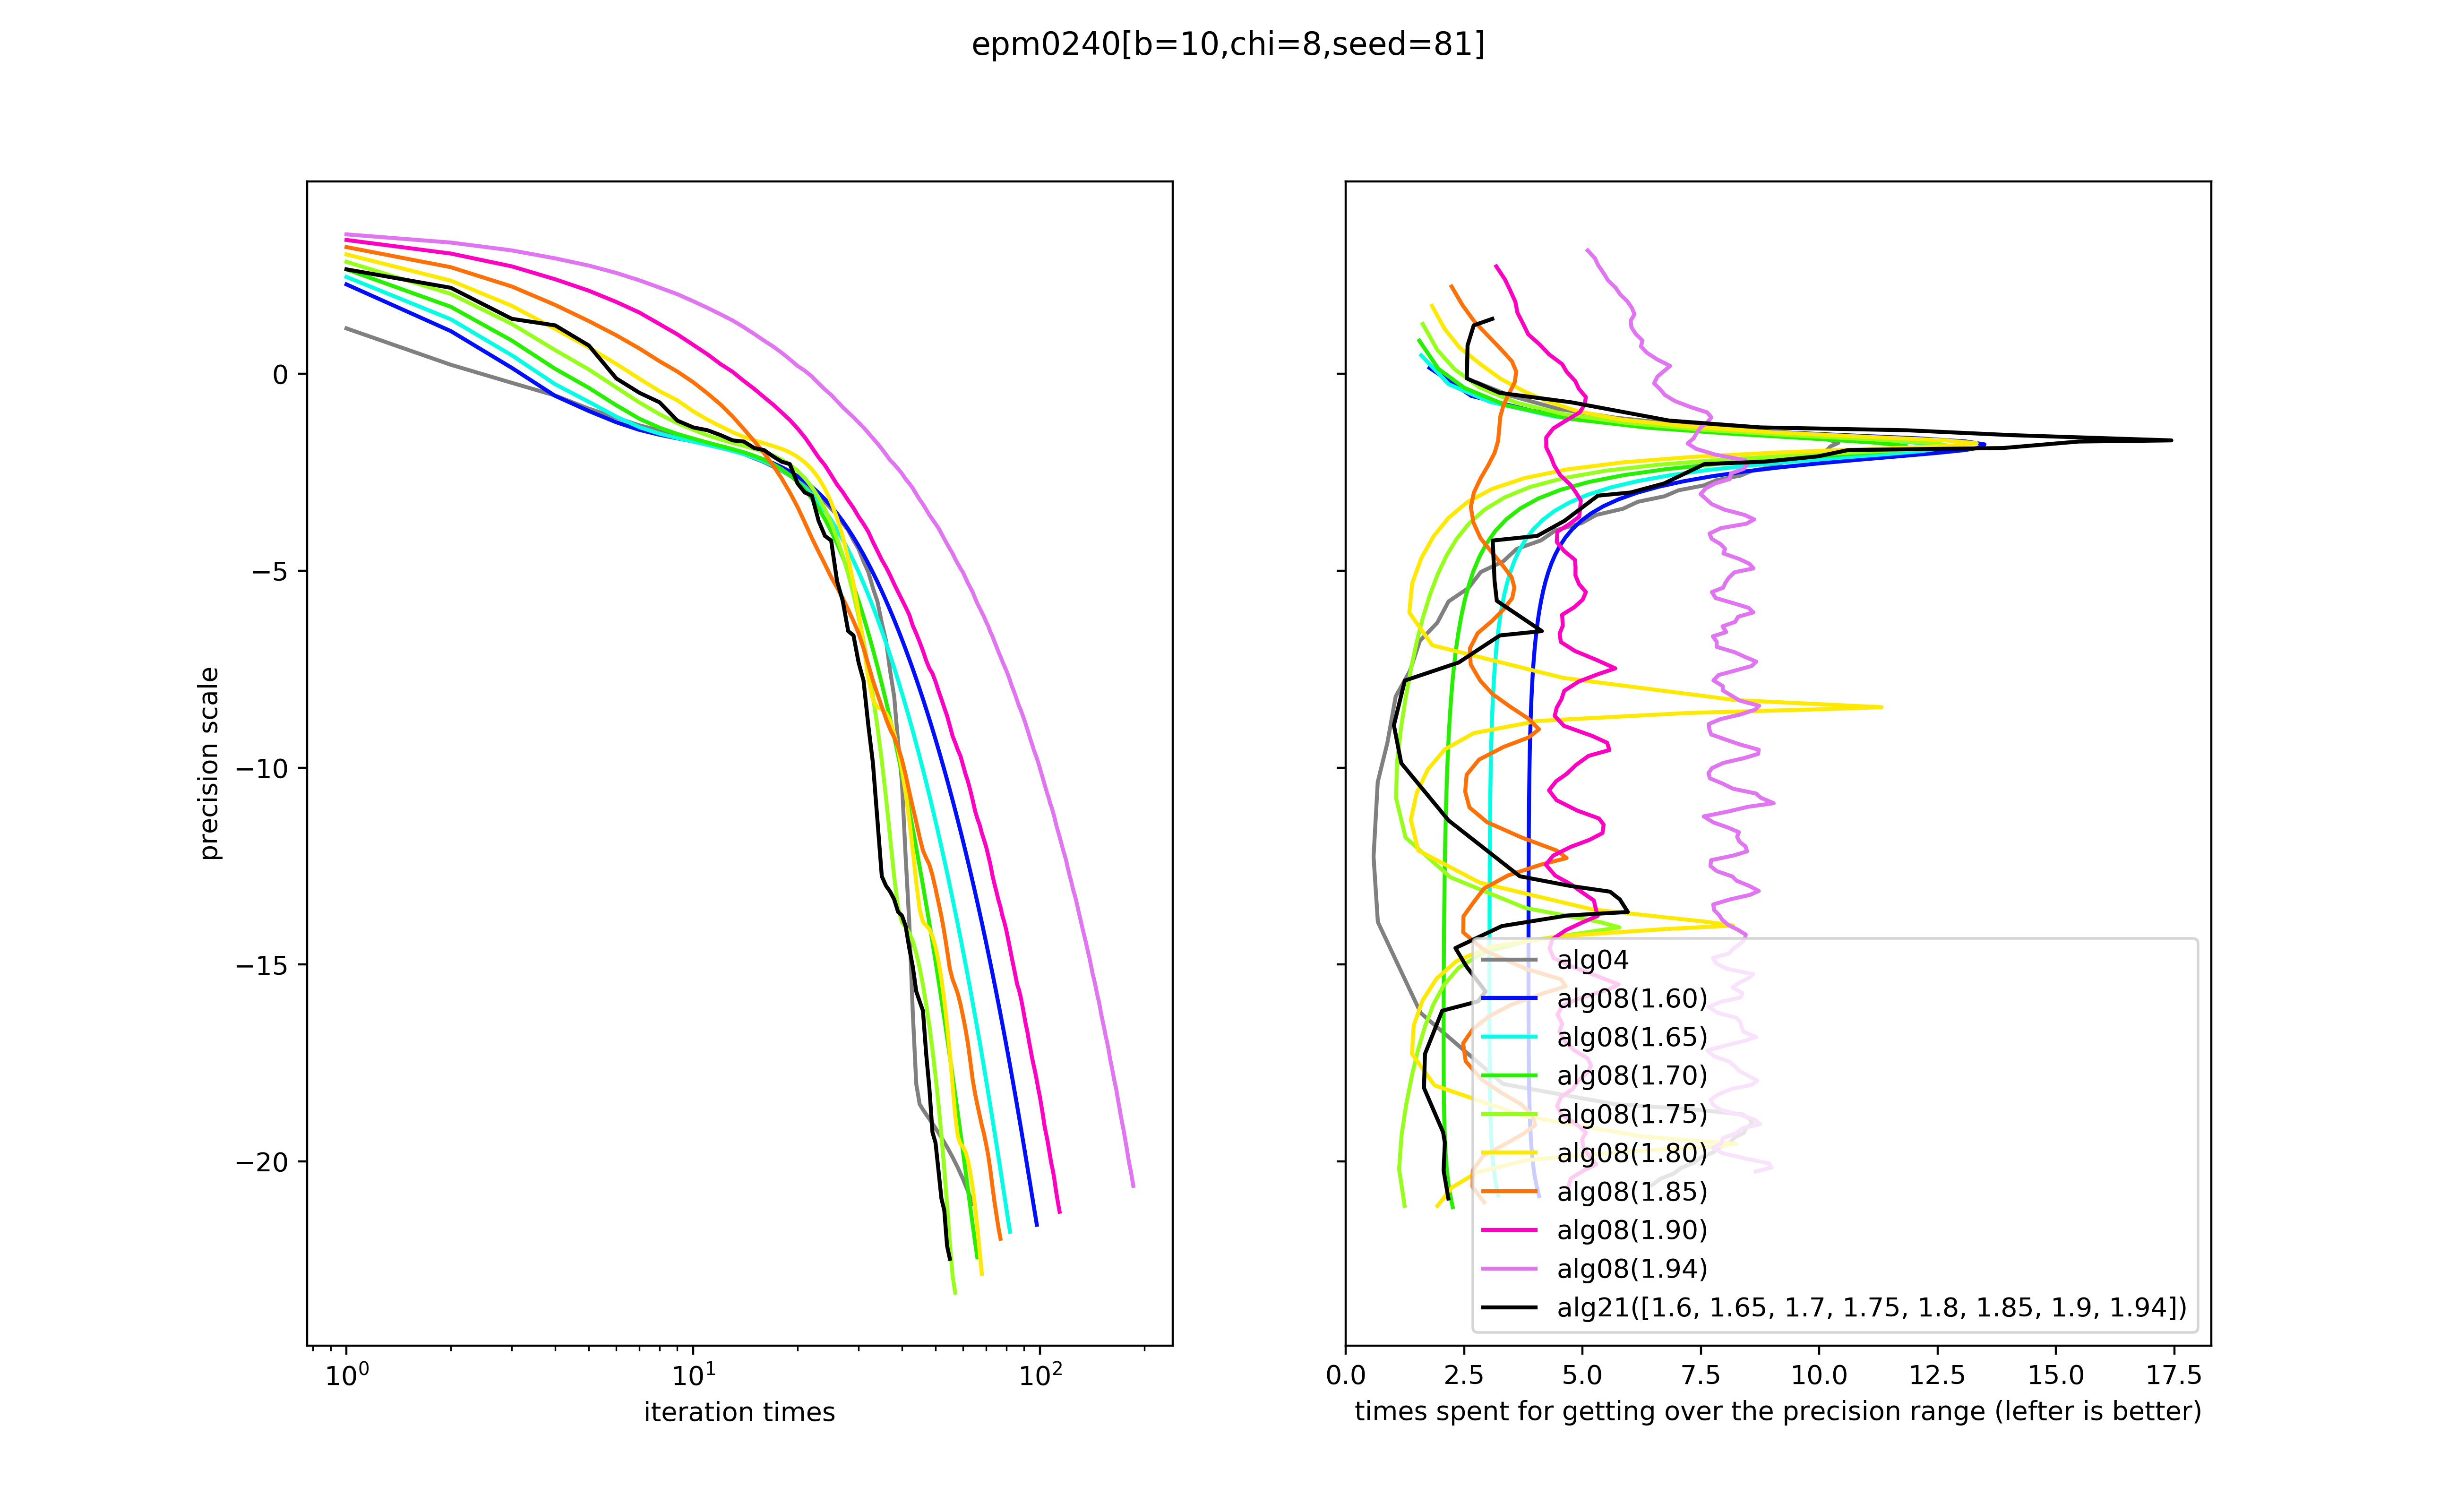 epm0240[b=10,chi=8,seed=81]
precision scale
0
−5
−10
−15
−20
10⁰
10¹
10²
iteration times
0.0
2.5
5.0
7.5
10.0
12.5
15.0
17.5
times spent for getting over the precision range (lefter is better)
alg04
alg08(1.60)
alg08(1.65)
alg08(1.70)
alg08(1.75)
alg08(1.80)
alg08(1.85)
alg08(1.90)
alg08(1.94)
alg21([1.6, 1.65, 1.7, 1.75, 1.8, 1.85, 1.9, 1.94])